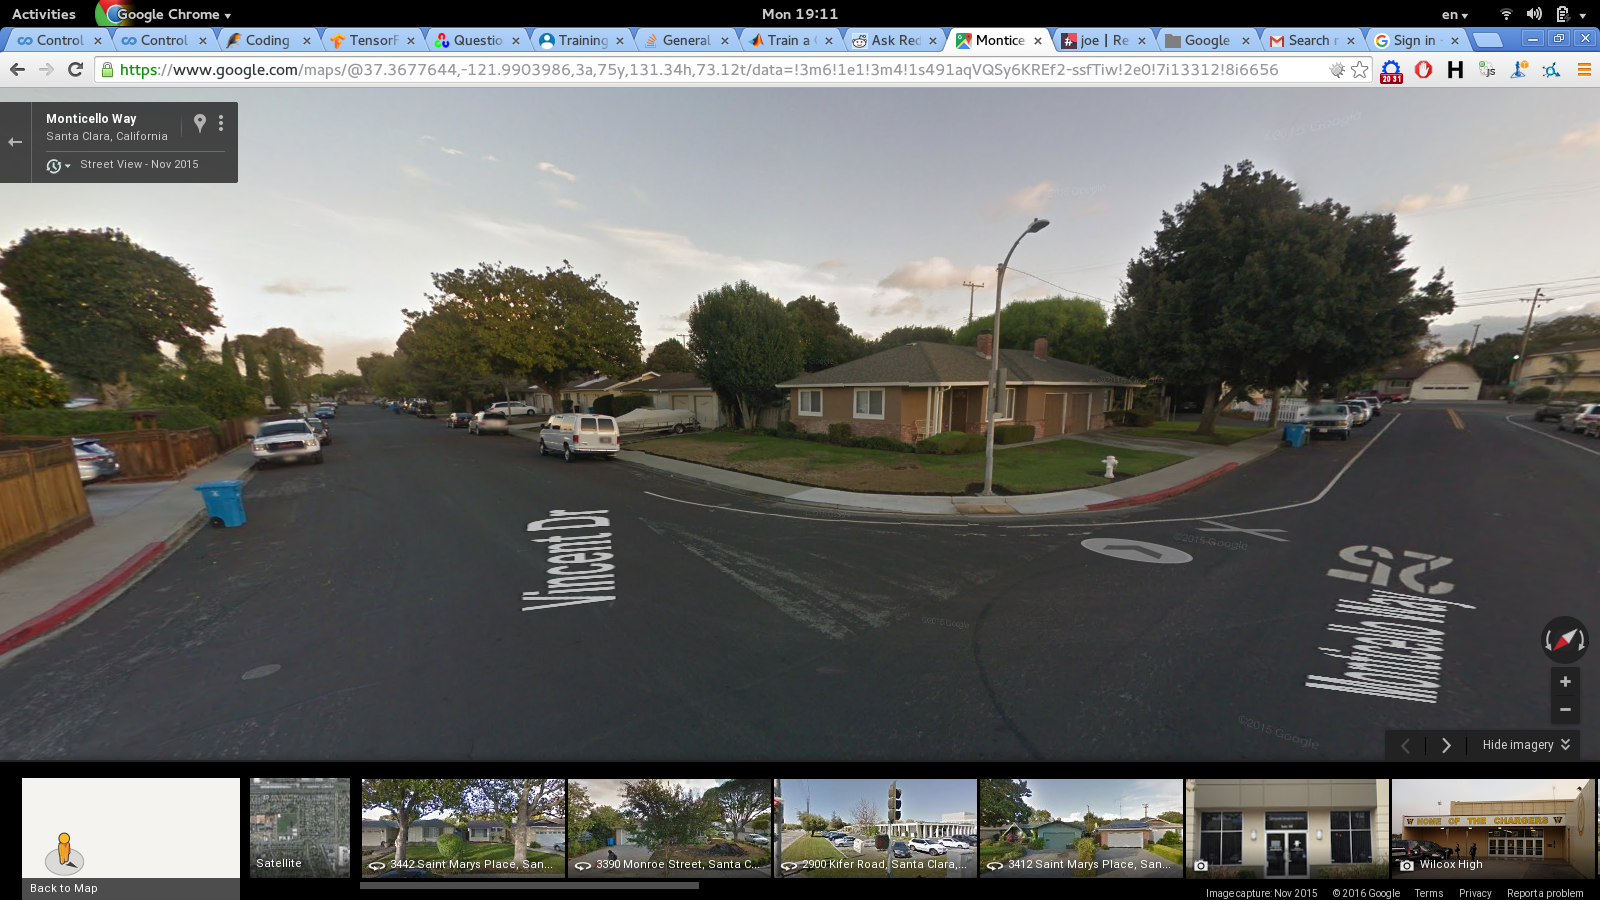 Activities
Google Chrome
Mon 19:11
en
Control
Control
Coding
TensorF
Questio
Training
General
Train a
Ask Red
Montice
joe | Re
Google
Search r
Sign in
https://www.google.com/maps/@37.3677644,-121.9903986,3a,75y,131.34h,73.12t/data=!3m6!1e1!3m4!1s491aqVQSy6KREf2-ssfTiw!2e0!7i13312!8i6656
20 31
H
js
Monticello Way
Santa Clara, California
Street View - Nov 2015
©2015 Google
Vincent Dr
25
Monticello Way
©2015 Google
©2015 Google
Hide imagery
Back to Map
Satellite
3442 Saint Marys Place, San...
3390 Monroe Street, Santa C...
2900 Kifer Road, Santa Clara,...
3412 Saint Marys Place, San...
HOME OF THE CHARGERS
Wilcox High
Image capture: Nov 2015
© 2016 Google
Terms
Privacy
Report a problem